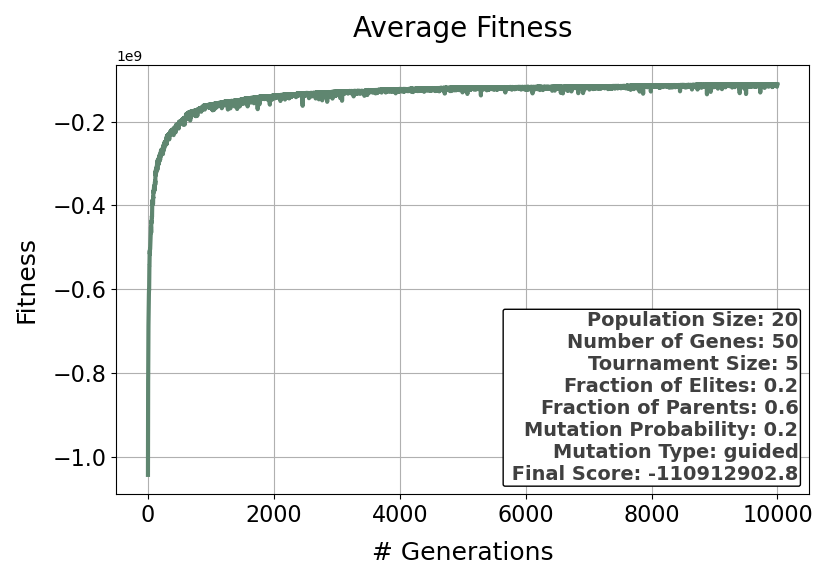 Average Fitness
1e9
−0.2
−0.4
−0.6
−0.8
−1.0
Fitness
Population Size: 20
Number of Genes: 50
Tournament Size: 5
Fraction of Elites: 0.2
Fraction of Parents: 0.6
Mutation Probability: 0.2
Mutation Type: guided
Final Score: -110912902.8
0 2000 4000 6000 8000 10000
# Generations